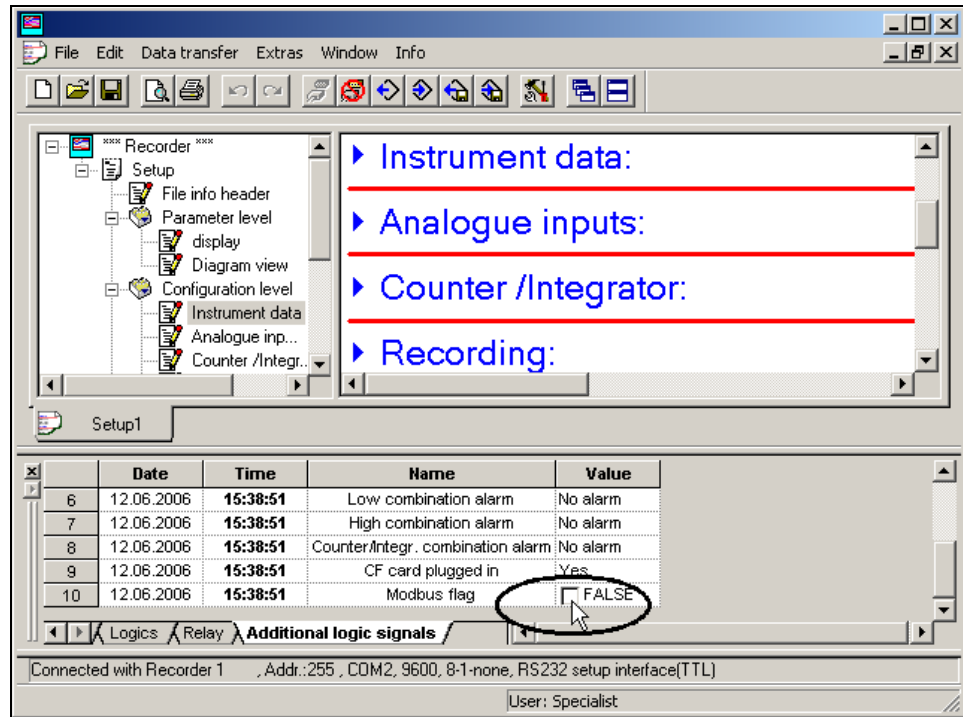 File Edit Data transfer Extras Window Info
*** Recorder ***
Setup
File info header
Parameter level
display
Diagram view
Configuration level
Instrument data
Analogue inp...
Counter /Integr..
Instrument data:
Analogue inputs:
Counter /Integrator:
Recording:
Setup1
Date Time Name Value
6 12.06.2006 15:38:51 Low combination alarm No alarm
7 12.06.2006 15:38:51 High combination alarm No alarm
8 12.06.2006 15:38:51 Counter/Integr. combination alarm No alarm
9 12.06.2006 15:38:51 CF card plugged in Yes
10 12.06.2006 15:38:51 Modbus flag FALSE
Logics Relay Additional logic signals
Connected with Recorder 1 , Addr.:255 , COM2, 9600, 8-1-none, RS232 setup interface(TTL)
User: Specialist